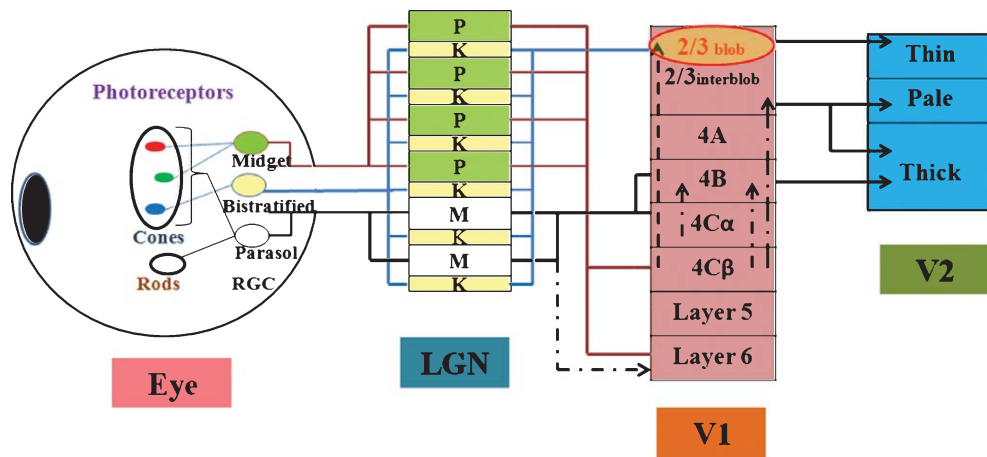 Photoreceptors
Cones
Rods
Midget
Bistratified
Parasol
RGC
Eye
P
K
P
K
P
K
P
K
M
K
M
K
LGN
2/3 blob
2/3interblob
4A
4B
4Cα
4Cβ
Layer 5
Layer 6
V1
Thin
Pale
Thick
V2